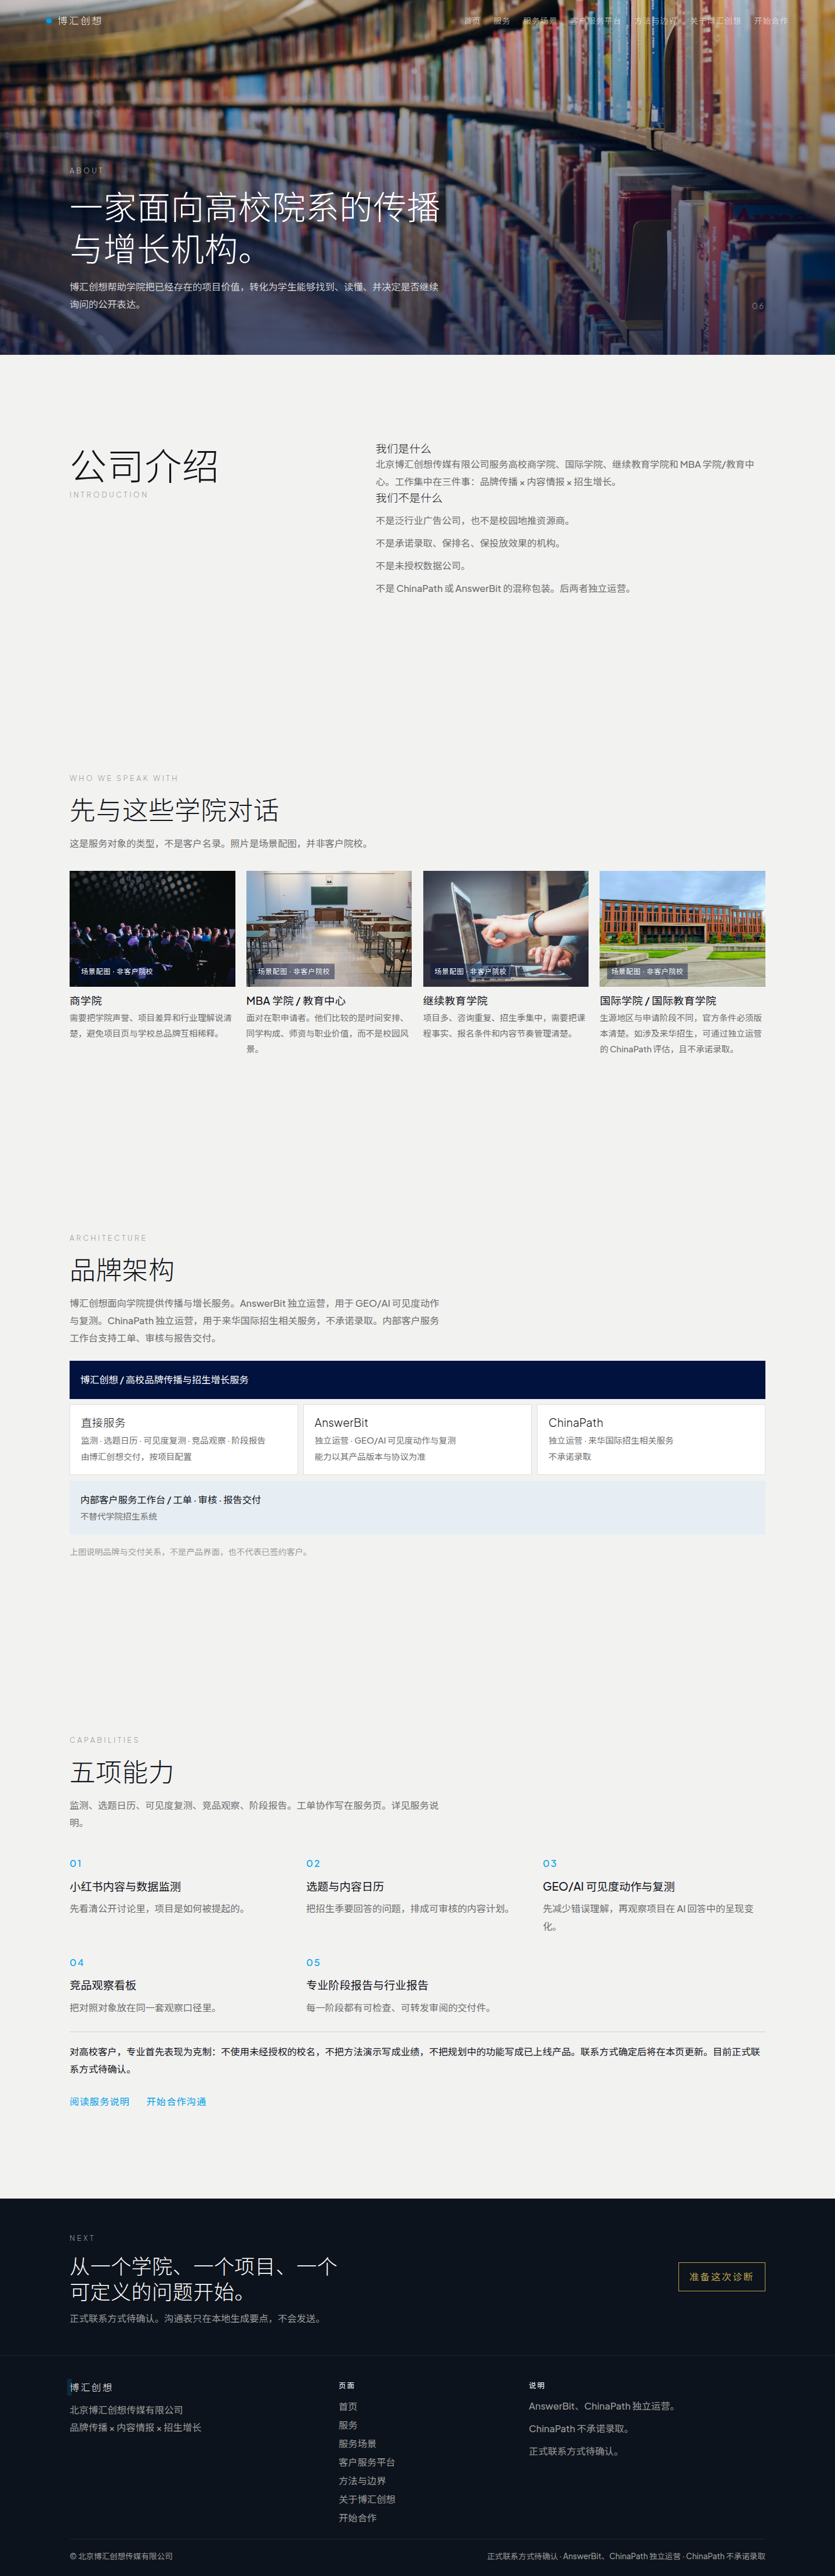 博汇创想
首页 服务 服务场景 客户服务平台 方法与边界 关于博汇创想 开始合作
ABOUT
一家面向高校院系的传播
与增长机构。
博汇创想帮助学院把已经存在的项目价值，转化为学生能够找到、读懂、并决定是否继续
询问的公开表达。
06
公司介绍
INTRODUCTION
我们是什么
北京博汇创想传媒有限公司服务高校商学院、国际学院、继续教育学院和 MBA 学院/教育中
心。工作集中在三件事：品牌传播 × 内容情报 × 招生增长。
我们不是什么
不是泛行业广告公司，也不是校园地推资源商。
不是承诺录取、保排名、保投放效果的机构。
不是未授权数据公司。
不是 ChinaPath 或 AnswerBit 的混称包装。后两者独立运营。
WHO WE SPEAK WITH
先与这些学院对话
这是服务对象的类型，不是客户名录。照片是场景配图，并非客户院校。
场景配图 · 非客户院校
商学院
需要把学院声誉、项目差异和行业理解说清
楚，避免项目页与学校总品牌互相稀释。
场景配图 · 非客户院校
MBA 学院 / 教育中心
面对在职申请者。他们比较的是时间安排、
同学构成、师资与职业价值，而不是校园风
景。
场景配图 · 非客户院校
继续教育学院
项目多、咨询重复、招生季集中，需要把课
程事实、报名条件和内容节奏管理清楚。
场景配图 · 非客户院校
国际学院 / 国际教育学院
生源地区与申请阶段不同，官方条件必须版
本清楚。如涉及来华招生，可通过独立运营
的 ChinaPath 评估，且不承诺录取。
ARCHITECTURE
品牌架构
博汇创想面向学院提供传播与增长服务。AnswerBit 独立运营，用于 GEO/AI 可见度动作
与复测。ChinaPath 独立运营，用于来华国际招生相关服务，不承诺录取。内部客户服务
工作台支持工单、审核与报告交付。
博汇创想 / 高校品牌传播与招生增长服务
直接服务
监测 · 选题日历 · 可见度复测 · 竞品观察 · 阶段报告
由博汇创想交付，按项目配置
AnswerBit
独立运营 · GEO/AI 可见度动作与复测
能力以其产品版本与协议为准
ChinaPath
独立运营 · 来华国际招生相关服务
不承诺录取
内部客户服务工作台 / 工单 · 审核 · 报告交付
不替代学院招生系统
上图说明品牌与交付关系，不是产品界面，也不代表已签约客户。
CAPABILITIES
五项能力
监测、选题日历、可见度复测、竞品观察、阶段报告。工单协作写在服务页。详见服务说
明。
01
小红书内容与数据监测
先看清公开讨论里，项目是如何被提起的。
02
选题与内容日历
把招生季要回答的问题，排成可审核的内容计划。
03
GEO/AI 可见度动作与复测
先减少错误理解，再观察项目在 AI 回答中的呈现变
化。
04
竞品观察看板
把对照对象放在同一套观察口径里。
05
专业阶段报告与行业报告
每一阶段都有可检查、可转发审阅的交付件。
对高校客户，专业首先表现为克制：不使用未经授权的校名，不把方法演示写成业绩，不把规划中的功能写成已上线产品。联系方式确定后将在本页更新。目前正式联
系方式待确认。
阅读服务说明 开始合作沟通
NEXT
从一个学院、一个项目、一个
可定义的问题开始。
正式联系方式待确认。沟通表只在本地生成要点，不会发送。
准备这次诊断
博汇创想
北京博汇创想传媒有限公司
品牌传播 × 内容情报 × 招生增长
页面
首页
服务
服务场景
客户服务平台
方法与边界
关于博汇创想
开始合作
说明
AnswerBit、ChinaPath 独立运营。
ChinaPath 不承诺录取。
正式联系方式待确认。
© 北京博汇创想传媒有限公司
正式联系方式待确认 · AnswerBit、ChinaPath 独立运营 · ChinaPath 不承诺录取